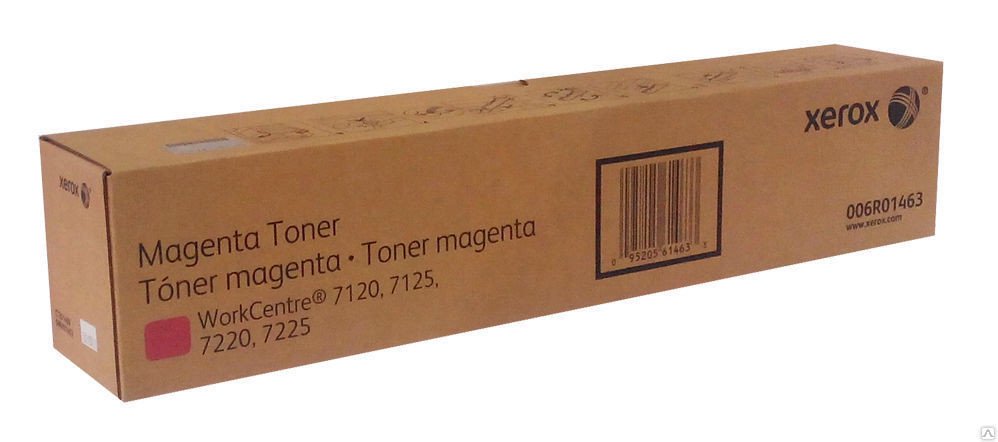 xerox
Magenta Toner
Tóner magenta • Toner magenta
WorkCentre® 7120, 7125,
7220, 7225
0 95205 61463 3
xerox ®
006R01463
www.xerox.com